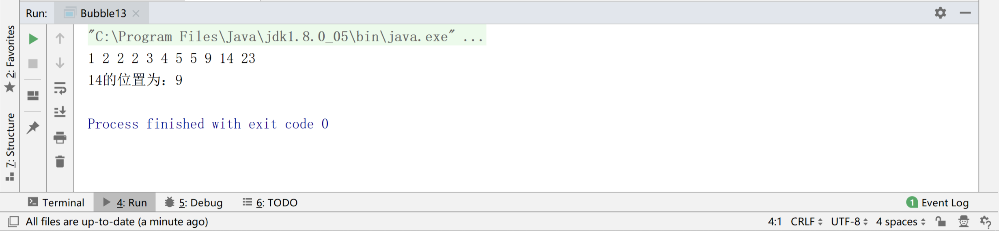 Run: Bubble13
2: Favorites
7: Structure
"C:\Program Files\Java\jdk1.8.0_05\bin\java.exe" ...
1 2 2 2 3 4 5 5 9 14 23
14的位置为：9
Process finished with exit code 0
Terminal 4: Run 5: Debug 6: TODO 1 Event Log
All files are up-to-date (a minute ago) 4:1 CRLF UTF-8 4 spaces